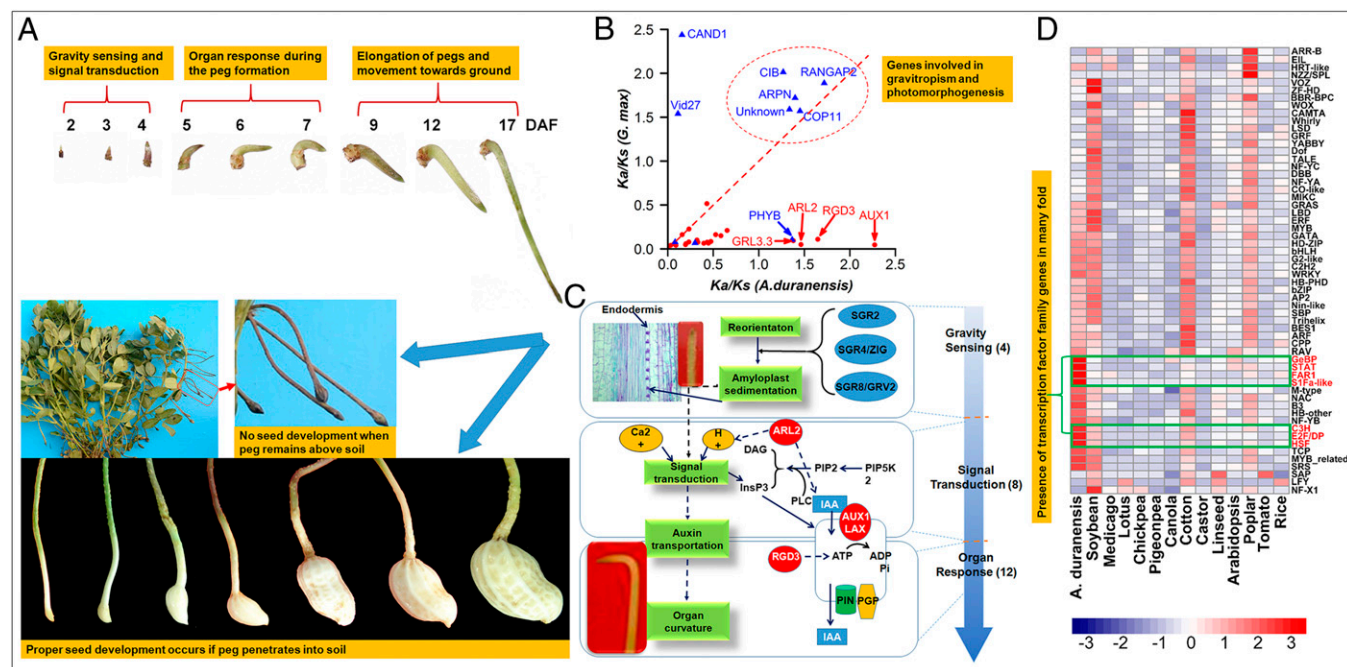 A
Gravity sensing and
signal transduction
Organ response during
the peg formation
Elongation of pegs and
movement towards ground
2 3 4 5 6 7 9 12 17 DAF
No seed development when
peg remains above soil
Proper seed development occurs if peg penetrates into soil
B
Ka/Ks (G. max)
2.5
2.0
1.5
1.0
0.5
0.0
CAND1
Vid27
CIB
RANGAP2
ARPN
Unknown
COP11
PHYB
ARL2
RGD3
AUX1
GRL3.3
0.0 0.5 1.0 1.5 2.0 2.5
Ka/Ks (A.duranensis)
Genes involved in
gravitropism and
photomorphogenesis
C
Endodermis
Reorientaton
Amyloplast
sedimentation
SGR2
SGR4/ZIG
SGR8/GRV2
Gravity
Sensing (4)
Ca2
+
H
+
ARL2
DAG
Signal
transduction
InsP3
PIP2
PIP5K
2
PLC
IAA
AUX1
LAX
Signal
Transduction (8)
Auxin
transportation
RGD3
ATP
ADP
Pi
Organ
Response (12)
Organ
curvature
PIN
PGP
IAA
D
Presence of transcription factor family genes in many fold
ARR-B
EIL
HRT-like
NZZ/SPL
VOZ
ZF-HD
BBR-BPC
WOX
CAMTA
Whirly
LSD
GRF
YABBY
Dof
TALE
NF-YC
DBB
NF-YA
CO-like
MIKC
GRAS
LBD
ERF
MYB
GATA
HD-ZIP
bHLH
G2-like
C2H2
WRKY
HB-PHD
bZIP
AP2
Nin-like
SBP
Trihelix
BES1
ARF
CPP
RAV
GeBP
STAT
FAR1
S1Fa-like
M-type
NAC
B3
HB-other
NF-YB
C3H
E2F/DP
HSF
TCP
MYB_related
SRS
SAP
LFY
NF-X1
A. duranensis
Soybean
Medicago
Lotus
Chickpea
Pigeonpea
Canola
Cotton
Castor
Linseed
Arabidopsis
Poplar
Tomato
Rice
-3 -2 -1 0 1 2 3